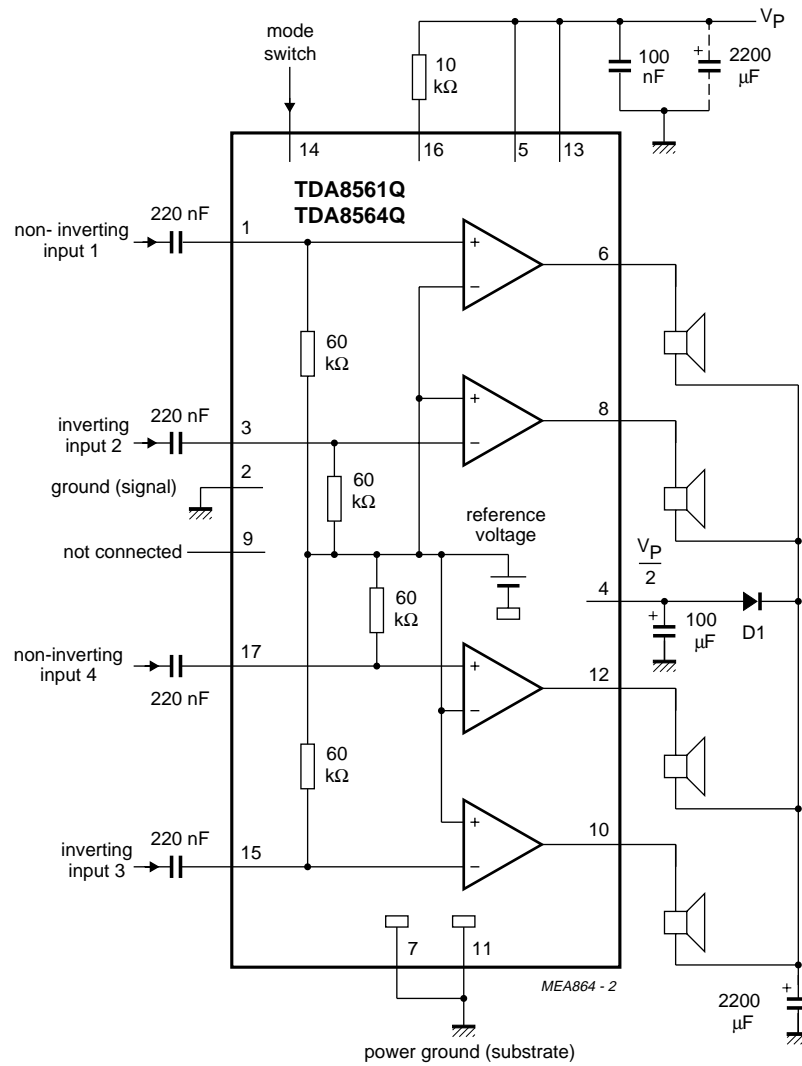 mode
switch
V_P
10
kΩ
100
nF
+
2200
μF
14
16
5
13
TDA8561Q
TDA8564Q
non- inverting
input 1
220 nF
1
+
−
6
60
kΩ
inverting
input 2
220 nF
3
+
−
8
2
ground (signal)
60
kΩ
9
not connected
reference
voltage
V_P
2
4
+
100
μF
D1
60
kΩ
non-inverting
input 4
17
220 nF
+
−
12
60
kΩ
inverting
input 3
220 nF
15
+
−
10
7
11
MEA864 - 2
+
2200
μF
power ground (substrate)